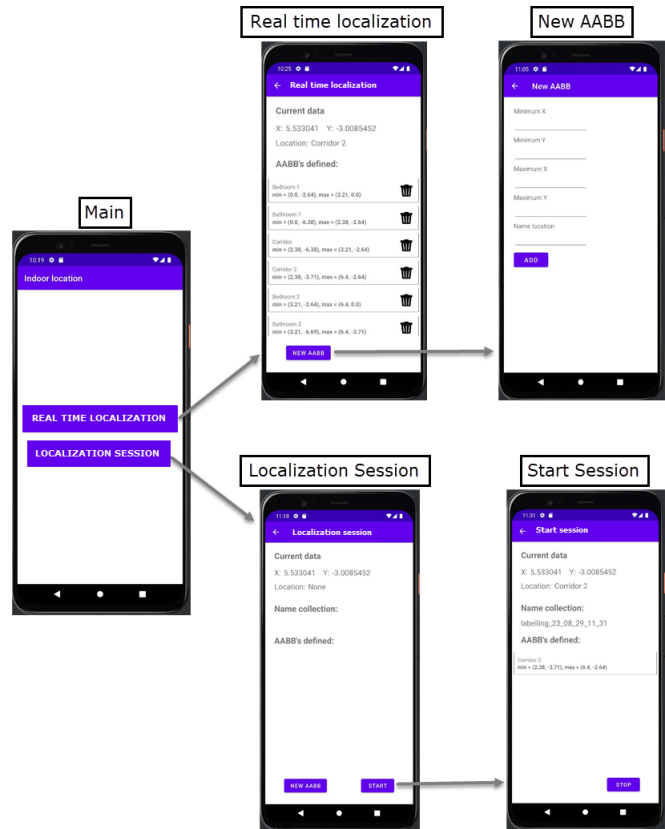 Real time localization
New AABB
10:25
Real time localization
Current data
X: 5.533041 Y: -3.0085452
Location: Corridor 2
AABB's defined:
Bedroom 1
min = (0.0, -2.64), max = (3.21, 0.0)
Bathroom 1
min = (0.0, -6.38), max = (2.38, -2.64)
Corridor
min = (2.38, -6.38), max = (3.21, -2.64)
Corridor 2
min = (2.38, -3.71), max = (6.4, -2.64)
Bedroom 2
min = (3.21, -2.64), max = (6.4, 0.0)
Bathroom 2
min = (3.21, -6.69), max = (6.4, -3.71)
NEW AABB
11:05
New AABB
Minimum X
Minimum Y
Maximum X
Maximum Y
Name location
ADD
Main
10:19
Indoor location
REAL TIME LOCALIZATION
LOCALIZATION SESSION
Localization Session
Start Session
11:18
Localization session
Current data
X: 5.533041 Y: -3.0085452
Location: None
Name collection:
AABB's defined:
NEW AABB
START
11:31
Start session
Current data
X: 5.533041 Y: -3.0085452
Location: Corridor 2
Name collection:
labelling_23_08_29_11_31
AABB's defined:
Corridor 2
min = (2.38, -3.71), max = (6.4, -2.64)
STOP